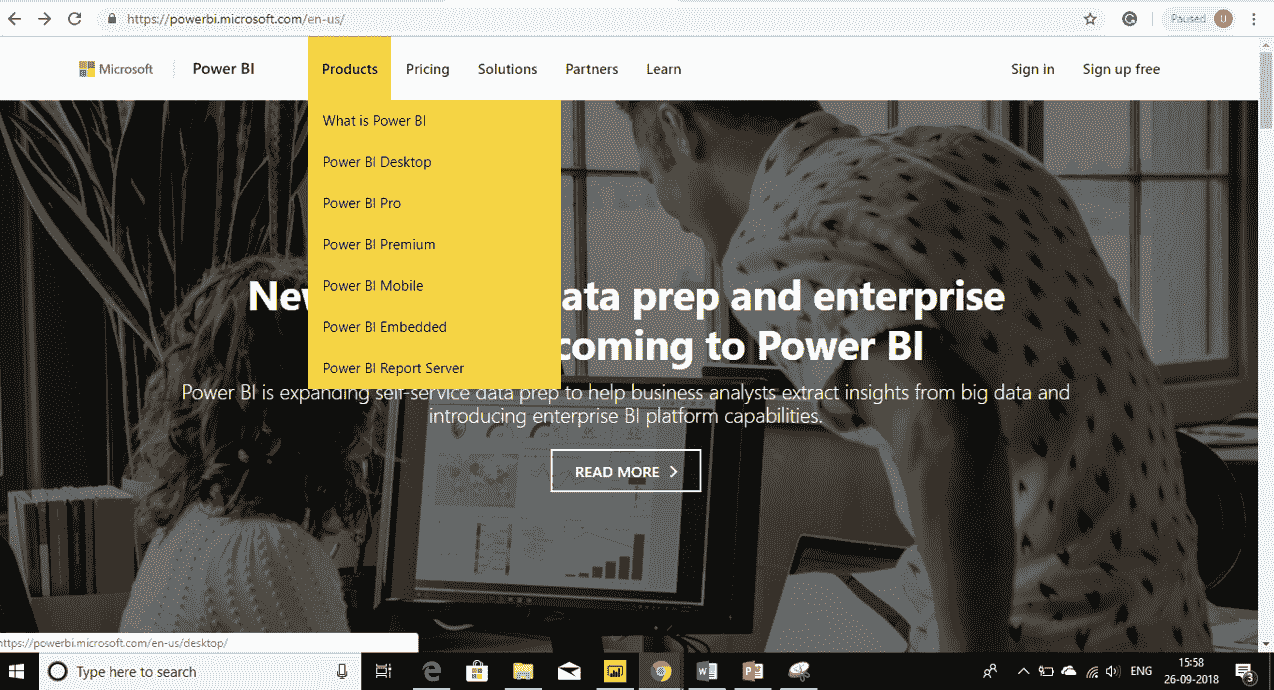 https://powerbi.microsoft.com/en-us/
Paused U
Microsoft Power BI Products Pricing Solutions Partners Learn Sign in Sign up free
What is Power BI
Power BI Desktop
Power BI Pro
Power BI Premium
Power BI Mobile
Power BI Embedded
Power BI Report Server
ata prep and enterprise
coming to Power BI
Power BI is expanding self-service data prep to help business analysts extract insights from big data and
introducing enterprise BI platform capabilities.
READ MORE
https://powerbi.microsoft.com/en-us/desktop/
Type here to search
ENG
15:58
26-09-2018
3